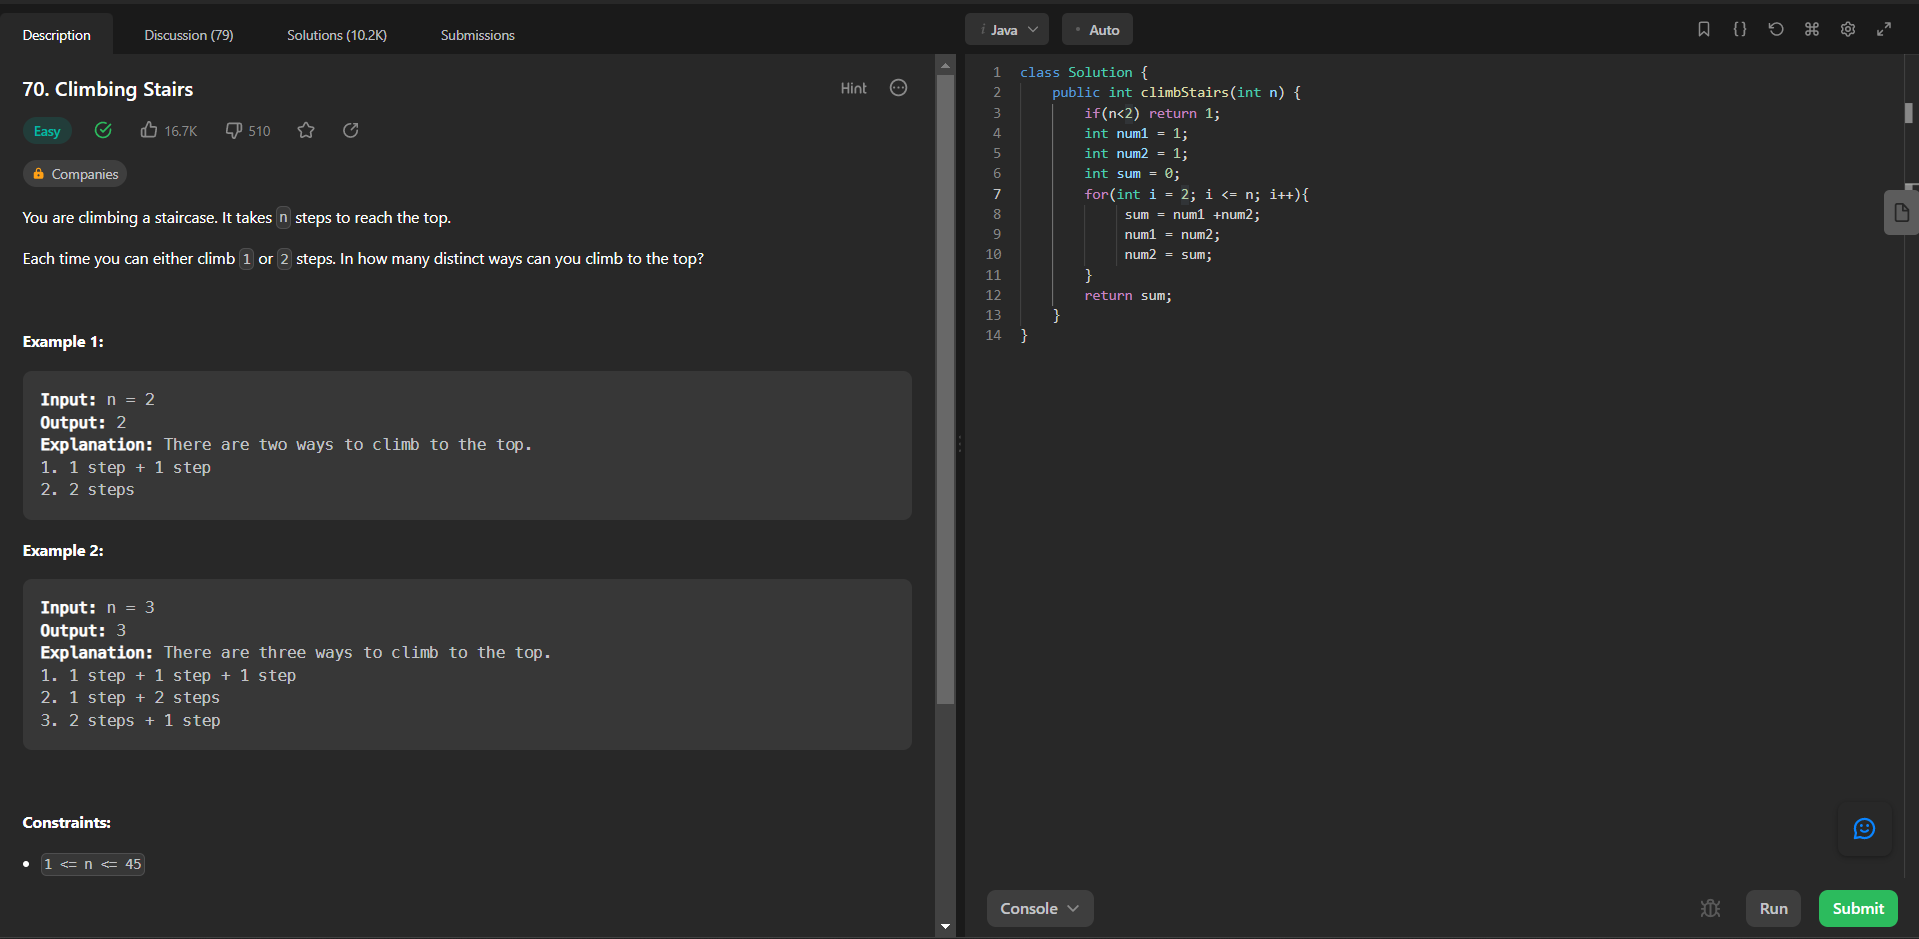 Description Discussion (79) Solutions (10.2K) Submissions
70. Climbing Stairs Hint
Easy 16.7K 510
Companies
You are climbing a staircase. It takes n steps to reach the top.
Each time you can either climb 1 or 2 steps. In how many distinct ways can you climb to the top?
Example 1:
Input: n = 2
Output: 2
Explanation: There are two ways to climb to the top.
1. 1 step + 1 step
2. 2 steps
Example 2:
Input: n = 3
Output: 3
Explanation: There are three ways to climb to the top.
1. 1 step + 1 step + 1 step
2. 1 step + 2 steps
3. 2 steps + 1 step
Constraints:
• 1 <= n <= 45
i Java • Auto {}
1 class Solution {
2 public int climbStairs(int n) {
3 if(n<2) return 1;
4 int num1 = 1;
5 int num2 = 1;
6 int sum = 0;
7 for(int i = 2; i <= n; i++){
8 sum = num1 +num2;
9 num1 = num2;
10 num2 = sum;
11 }
12 return sum;
13 }
14 }
Console Run Submit